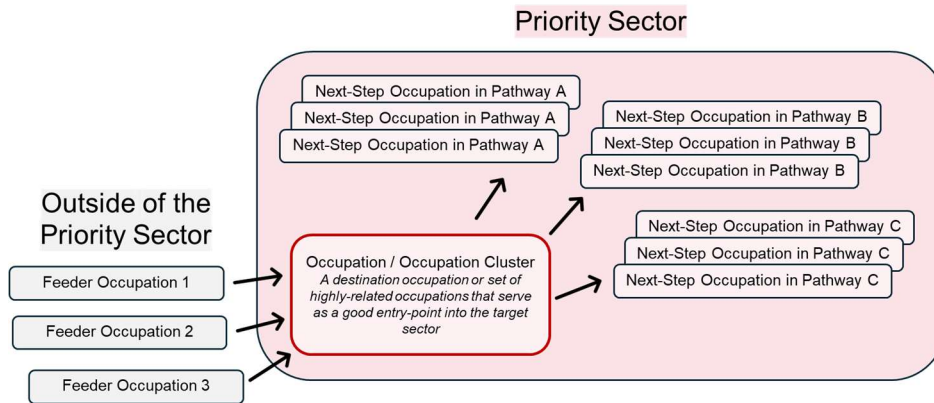 Priority Sector
Next-Step Occupation in Pathway A
Next-Step Occupation in Pathway A
Next-Step Occupation in Pathway A
Next-Step Occupation in Pathway B
Next-Step Occupation in Pathway B
Next-Step Occupation in Pathway B
Outside of the
Priority Sector
Next-Step Occupation in Pathway C
Next-Step Occupation in Pathway C
Next-Step Occupation in Pathway C
Feeder Occupation 1
Feeder Occupation 2
Feeder Occupation 3
Occupation / Occupation Cluster
A destination occupation or set of
highly-related occupations that serve
as a good entry-point into the target
sector